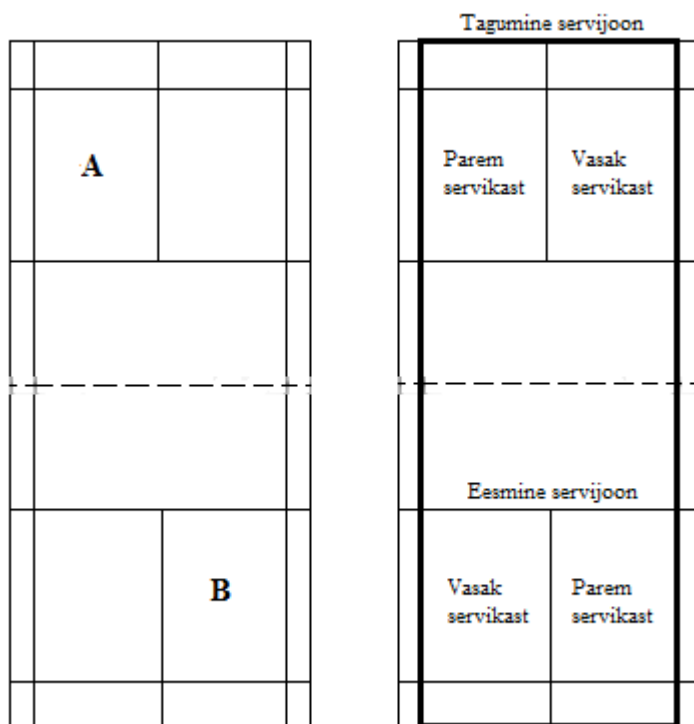 Tagumine servijoon
A
Parem
servikast
Vasak
servikast
Eesmine servijoon
B
Vasak
servikast
Parem
servikast